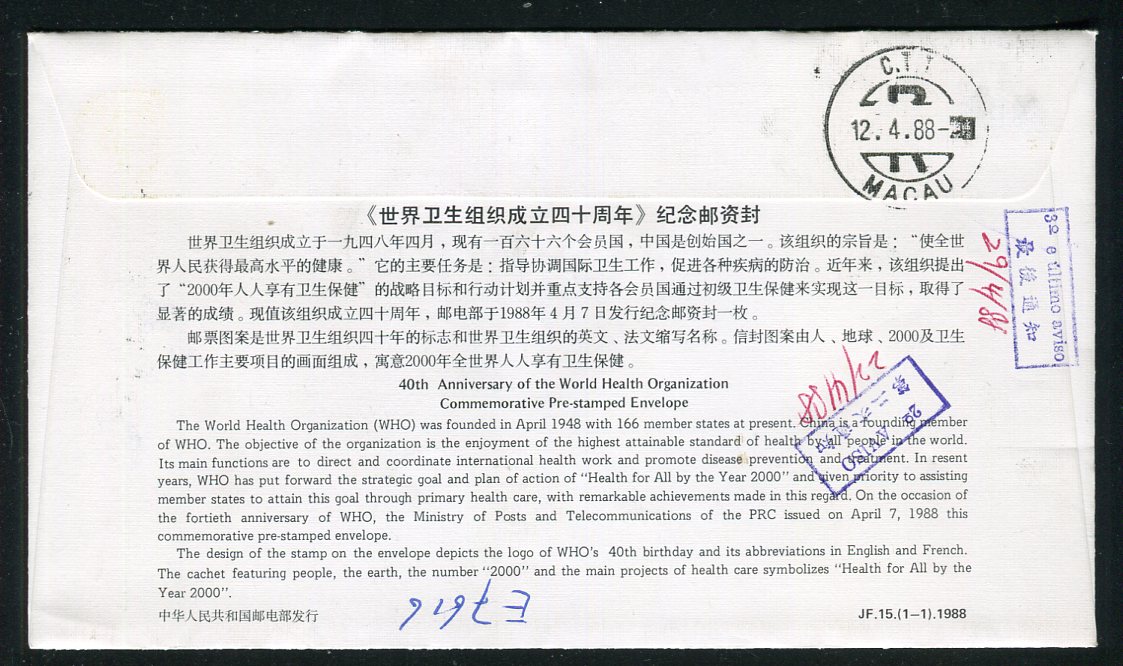 C.T.T
12.4.88-
MACAU
《世界卫生组织成立四十周年》纪念邮资封
世界卫生组织成立于一九四八年四月，现有一百六十六个会员国，中国是创始国之一。该组织的宗旨是：“使全世
界人民获得最高水平的健康。”它的主要任务是：指导协调国际卫生工作，促进各种疾病的防治。近年来，该组织提出
了“2000年人人享有卫生保健”的战略目标和行动计划并重点支持各会员国通过初级卫生保健来实现这一目标，取得了
显著的成绩。现值该组织成立四十周年，邮电部于1988年4月7日发行纪念邮资封一枚。
邮票图案是世界卫生组织四十年的标志和世界卫生组织的英文、法文缩写名称。信封图案由人、地球、2000及卫生
保健工作主要项目的画面组成，寓意2000年全世界人人享有卫生保健。
3º e último aviso
最後通知
29/4/88
22/4/88
第二次通知
2º AVISO
40th Anniversary of the World Health Organization
Commemorative Pre-stamped Envelope
The World Health Organization (WHO) was founded in April 1948 with 166 member states at present. China is a founding member
of WHO. The objective of the organization is the enjoyment of the highest attainable standard of health by all people in the world.
Its main functions are to direct and coordinate international health work and promote disease prevention and treatment. In resent
years, WHO has put forward the strategic goal and plan of action of “Health for All by the Year 2000” and given priority to assisting
member states to attain this goal through primary health care, with remarkable achievements made in this regard. On the occasion of
the fortieth anniversary of WHO, the Ministry of Posts and Telecommunications of the PRC issued on April 7, 1988 this
commemorative pre-stamped envelope.
The design of the stamp on the envelope depicts the logo of WHO’s 40th birthday and its abbreviations in English and French.
The cachet featuring people, the earth, the number “2000” and the main projects of health care symbolizes “Health for All by the
Year 2000”.
中华人民共和国邮电部发行
JF.15.(1—1).1988